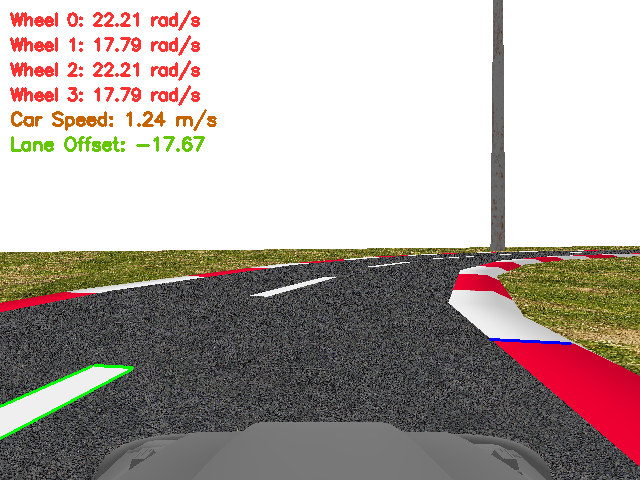 Wheel 0: 22.21 rad/s
Wheel 1: 17.79 rad/s
Wheel 2: 22.21 rad/s
Wheel 3: 17.79 rad/s
Car Speed: 1.24 m/s
Lane Offset: -17.67